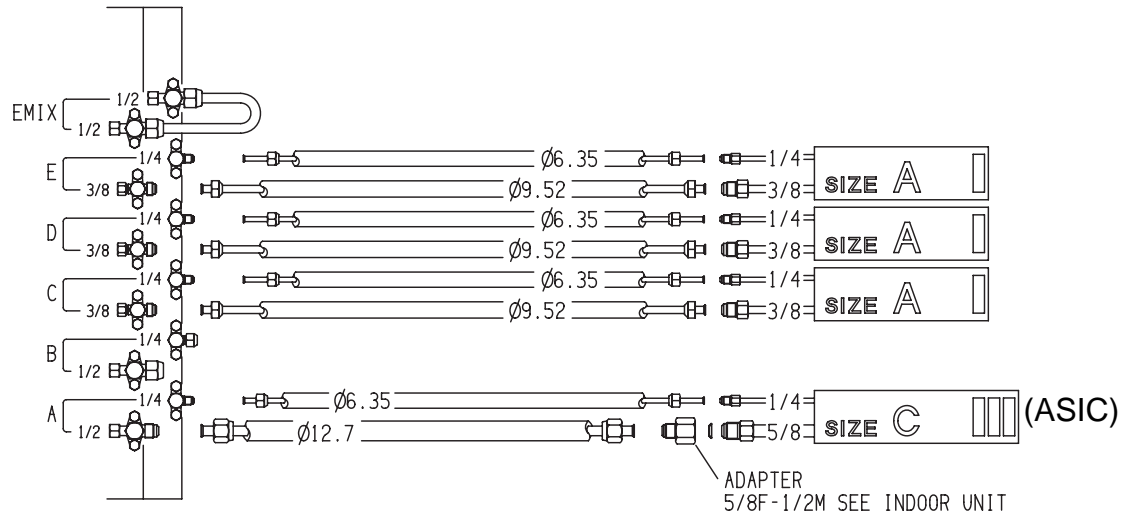 EMIX
1/2
1/2
E 1/4 Ø6.35 1/4
3/8 Ø9.52 3/8 SIZE A
D 1/4 Ø6.35 1/4
3/8 Ø9.52 3/8 SIZE A
C 1/4 Ø6.35 1/4
3/8 Ø9.52 3/8 SIZE A
B 1/4
1/2
A 1/4 Ø6.35 1/4
1/2 Ø12.7 5/8 SIZE C (ASIC)
ADAPTER
5/8F-1/2M SEE INDOOR UNIT